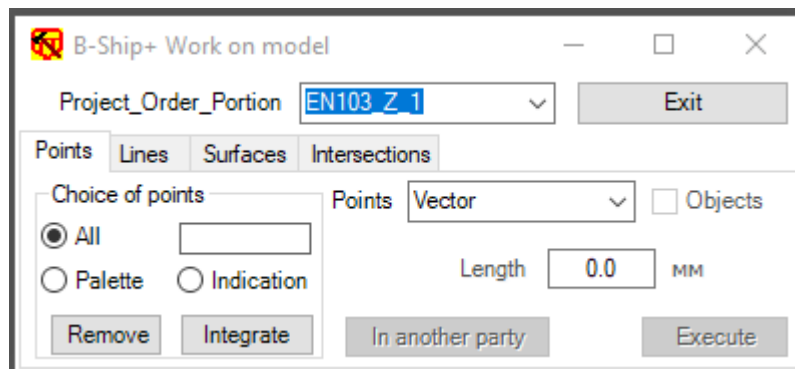 B-Ship+ Work on model
Project_Order_Portion EN103_Z_1 Exit
Points Lines Surfaces Intersections
Choice of points Points Vector Objects
All
Palette Indication Length 0.0 мм
Remove Integrate In another party Execute